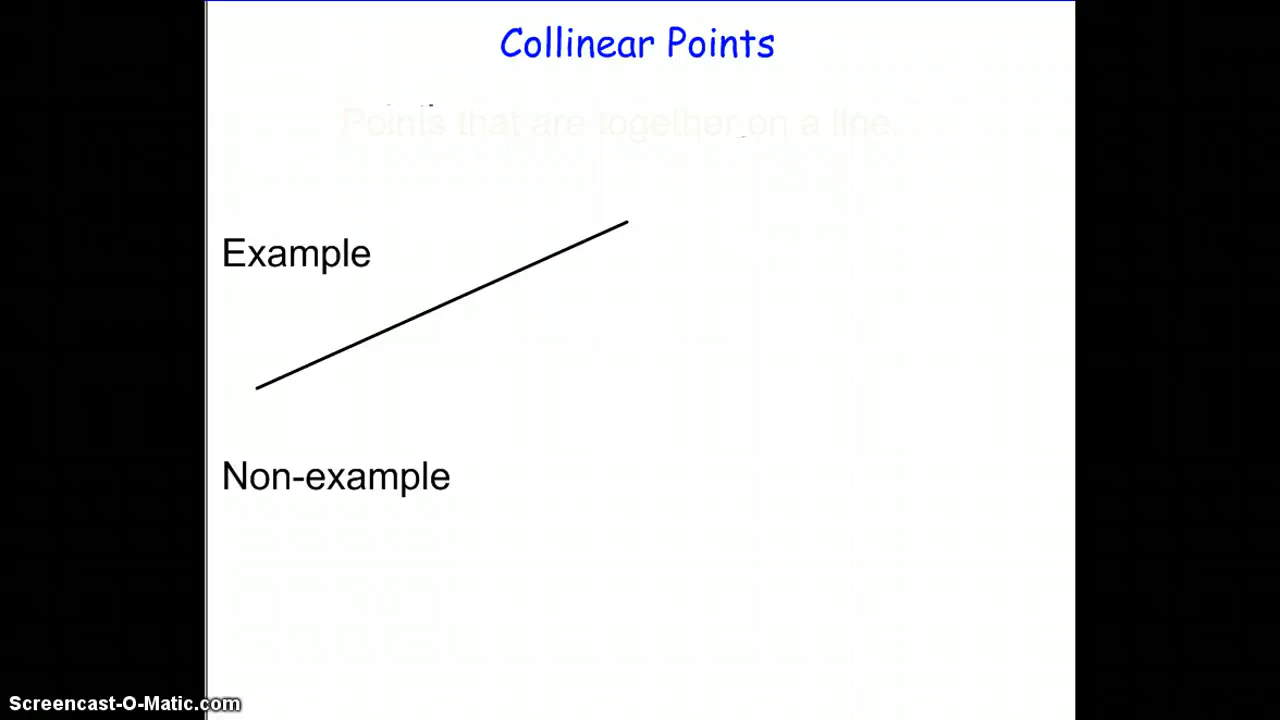 Collinear Points
Points that are together on a line.
Example
Non-example
Screencast-O-Matic.com